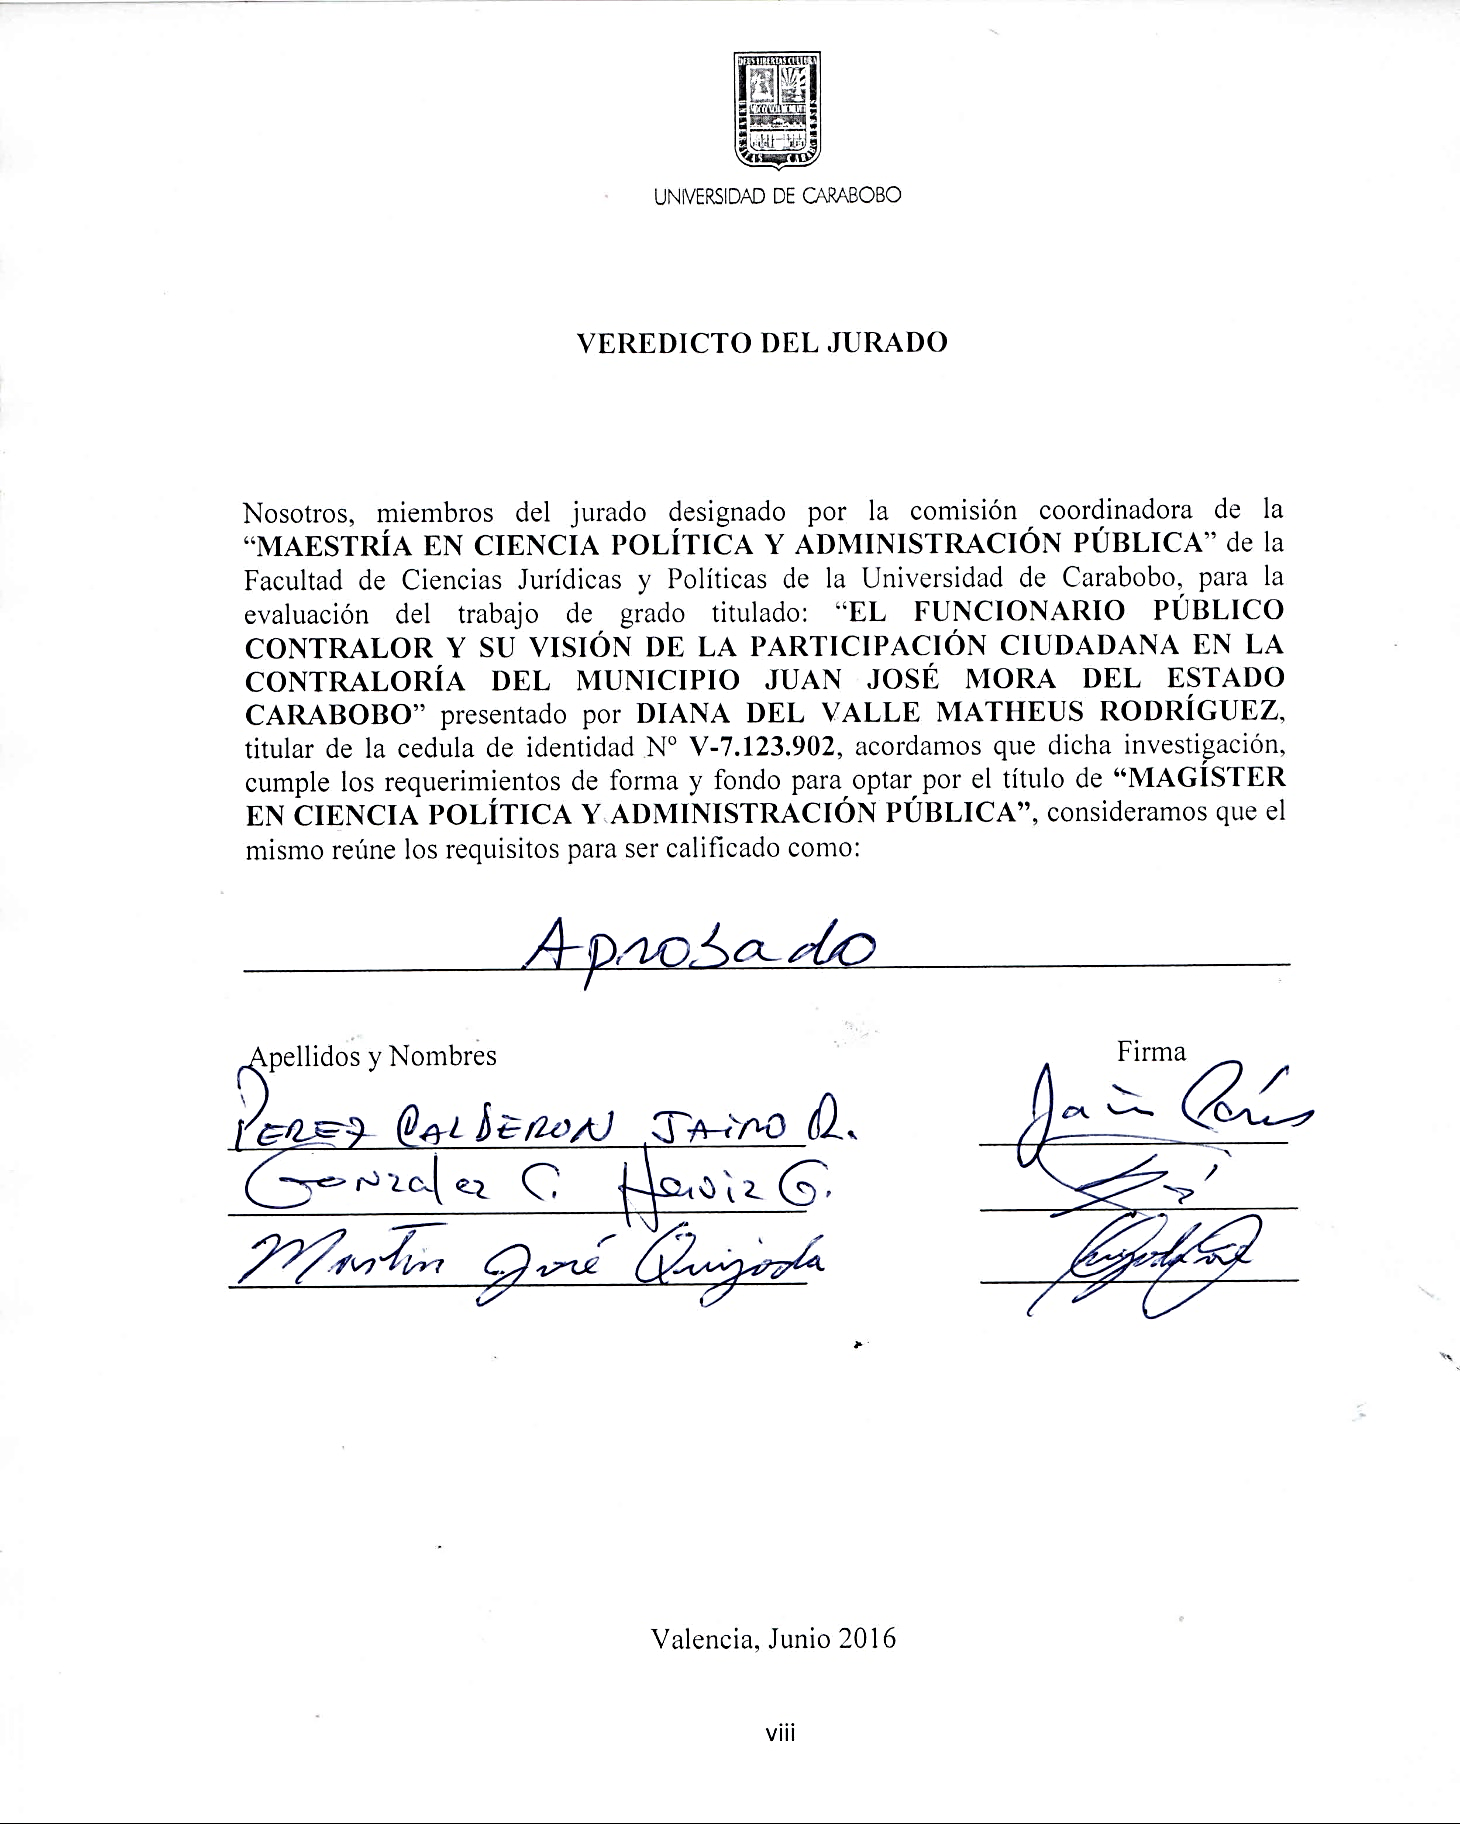 DEUS LIBERTAS CULTURA
UNIVERSIDAD DE CARABOBO
VEREDICTO DEL JURADO
Nosotros, miembros del jurado designado por la comisión coordinadora de la
“MAESTRÍA EN CIENCIA POLÍTICA Y ADMINISTRACIÓN PÚBLICA” de la
Facultad de Ciencias Jurídicas y Políticas de la Universidad de Carabobo, para la
evaluación del trabajo de grado titulado: “EL FUNCIONARIO PÚBLICO
CONTRALOR Y SU VISIÓN DE LA PARTICIPACIÓN CIUDADANA EN LA
CONTRALORÍA DEL MUNICIPIO JUAN JOSÉ MORA DEL ESTADO
CARABOBO” presentado por DIANA DEL VALLE MATHEUS RODRÍGUEZ,
titular de la cedula de identidad Nº V-7.123.902, acordamos que dicha investigación,
cumple los requerimientos de forma y fondo para optar por el título de “MAGÍSTER
EN CIENCIA POLÍTICA Y ADMINISTRACIÓN PÚBLICA”, consideramos que el
mismo reúne los requisitos para ser calificado como:
Aprobado
Apellidos y Nombres Firma
PEREZ CALDERON JAIRO R.
Gonzalez C. G.
Martin José Quijada
Valencia, Junio 2016
viii